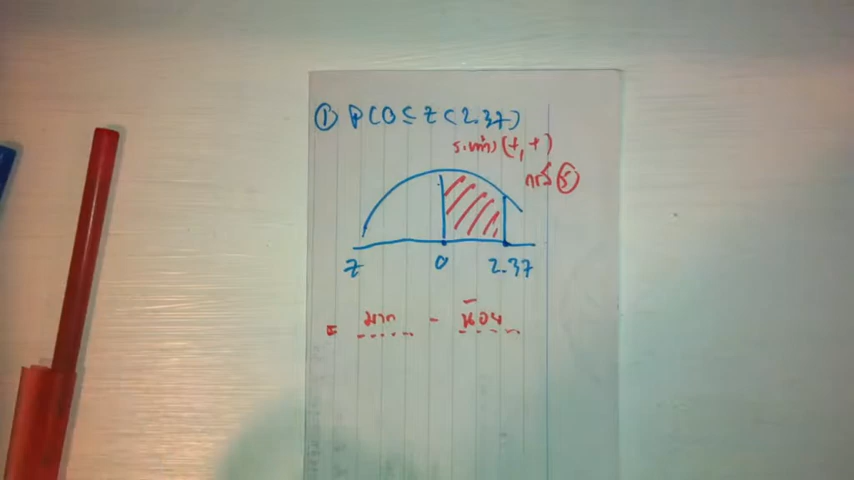 ① P(0 ≤ Z < 2.37)
ระหว่าง (+, +)
กรณี ⑤
Z 0 2.37
= มาก - น้อย